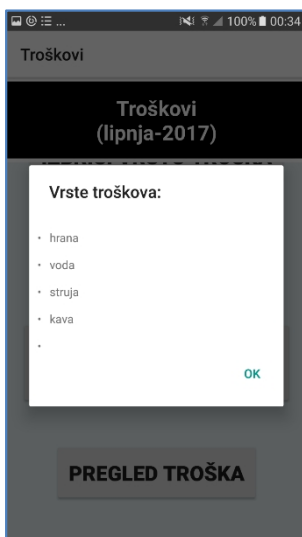 100% 00:34
Troškovi
Troškovi
(lipnja-2017)
Vrste troškova:
• hrana
• voda
• struja
• kava
•
OK
PREGLED TROŠKA